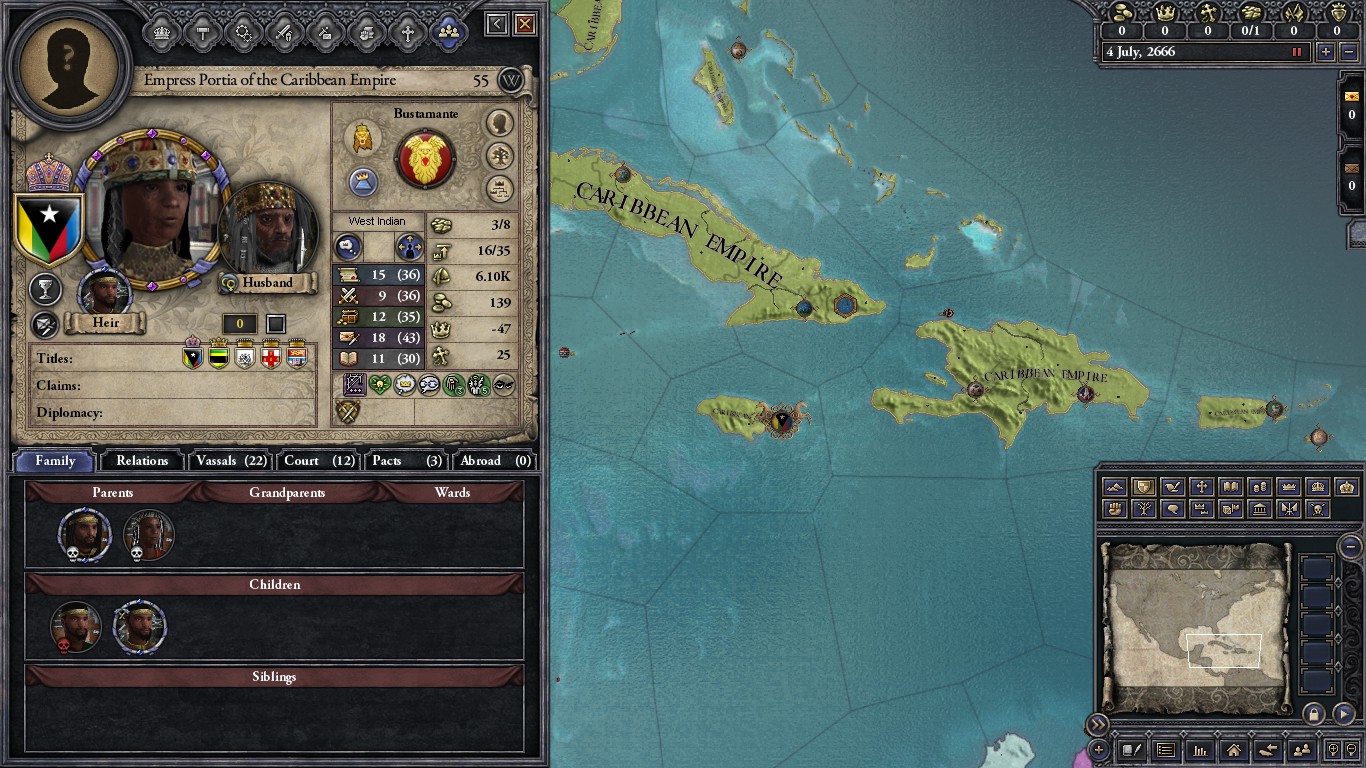 Empress Portia of the Caribbean Empire 55
W
Bustamante
West Indian
Husband
Heir
0
3/8
16/35
6.10K
139
-47
25
15 (36)
9 (36)
12 (35)
18 (43)
11 (30)
3
5
Titles:
Claims:
Diplomacy:
Family
Relations
Vassals (22)
Court (12)
Pacts (3)
Abroad (0)
Parents
Grandparents
Wards
Children
Siblings
CARIBBEAN EMPIRE
CARIBBEAN EMPIRE
0
0
0
0/1
0
0
4 July, 2666
0
0